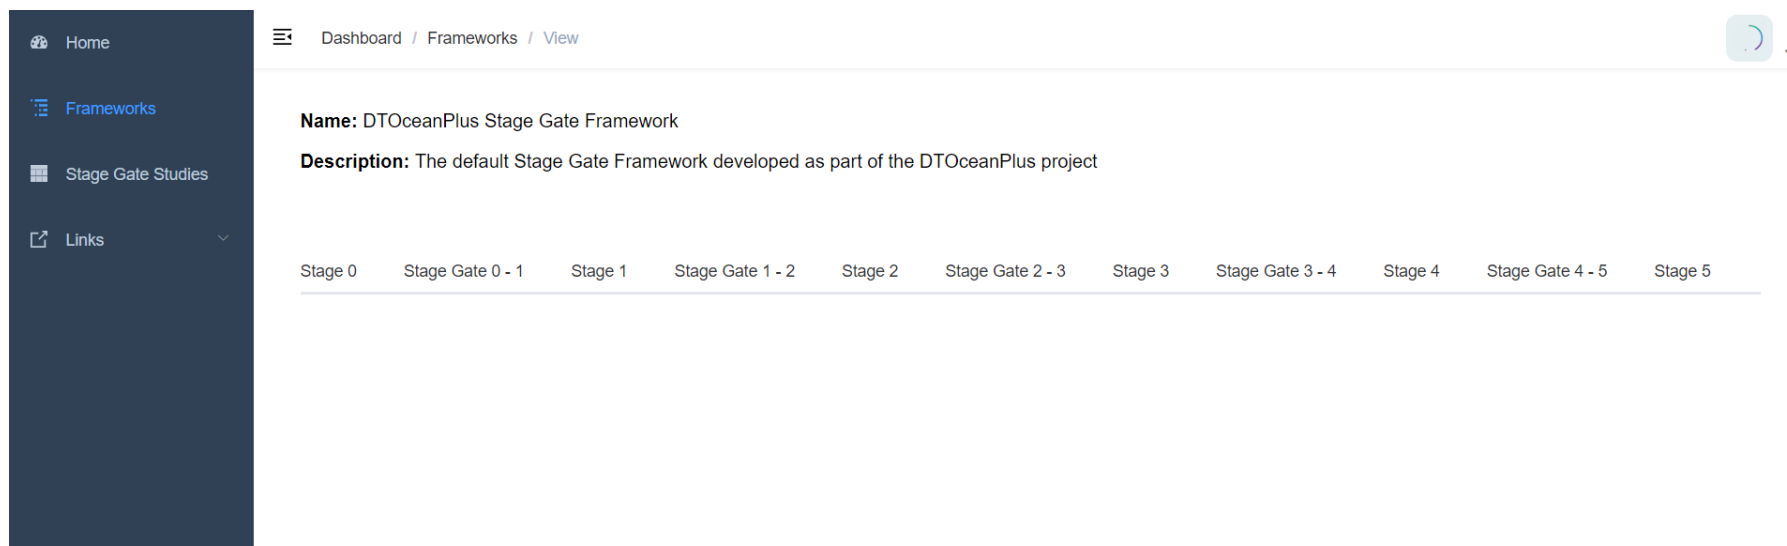 Home
Frameworks
Stage Gate Studies
Links
Dashboard / Frameworks / View
Name: DTOceanPlus Stage Gate Framework
Description: The default Stage Gate Framework developed as part of the DTOceanPlus project
Stage 0 Stage Gate 0 - 1 Stage 1 Stage Gate 1 - 2 Stage 2 Stage Gate 2 - 3 Stage 3 Stage Gate 3 - 4 Stage 4 Stage Gate 4 - 5 Stage 5